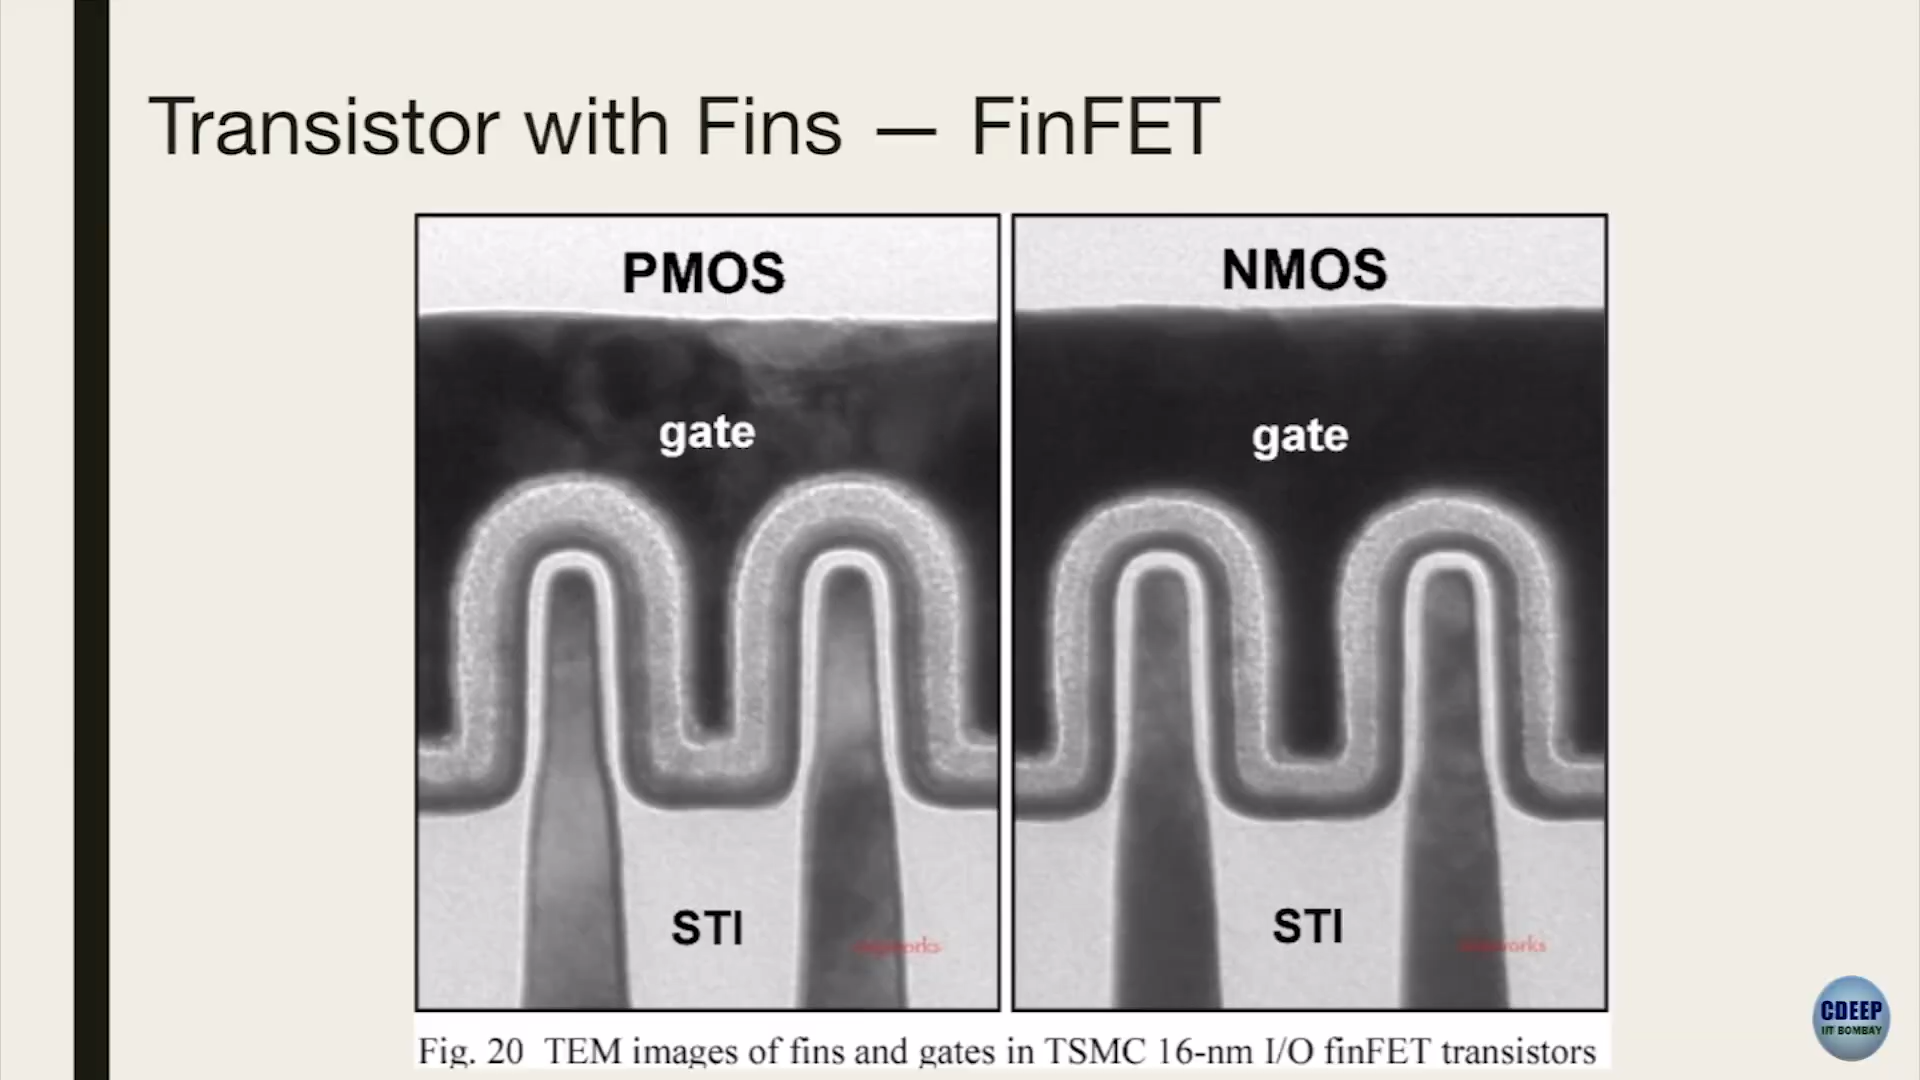 Transistor with Fins — FinFET
PMOS
NMOS
gate
gate
STI
STI
CDEEP
IIT BOMBAY
Fig. 20 TEM images of fins and gates in TSMC 16-nm I/O finFET transistors